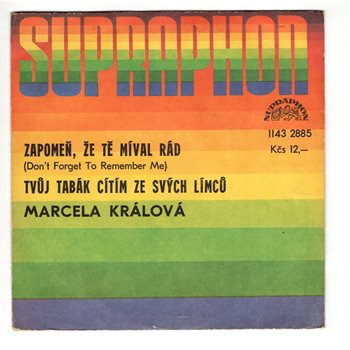 SUPRAPHON
SUPRAPHON
1143 2885
Kčs 12,—
ZAPOMEŇ, ŽE TĚ MÍVAL RÁD
(Don't Forget To Remember Me)
TVŮJ TABÁK CÍTÍM ZE SVÝCH LÍMCŮ
MARCELA KRÁLOVÁ